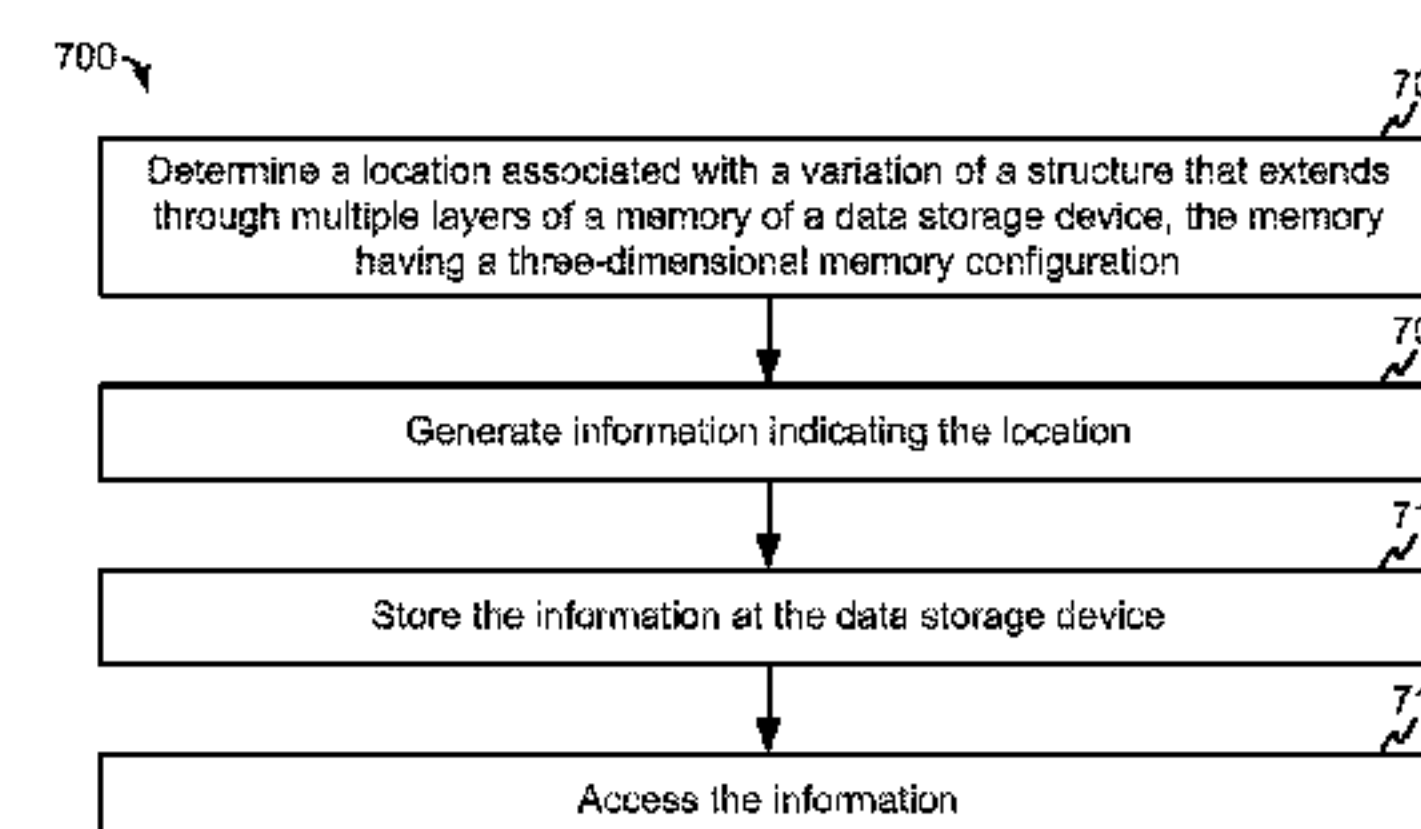 700
Determine a location associated with a variation of a structure that extends
through multiple layers of a memory of a data storage device, the memory
having a three-dimensional memory configuration
Generate information indicating the location
Store the information at the data storage device
Access the information